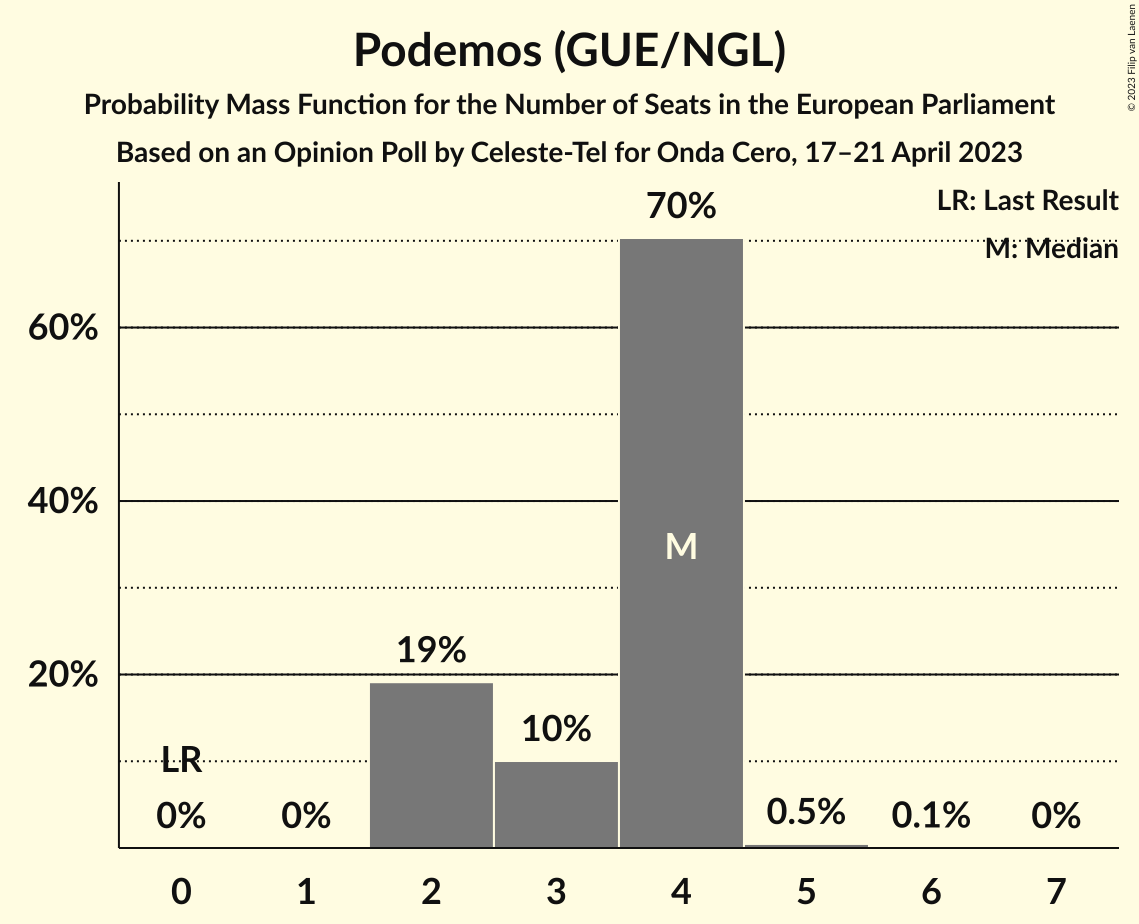 Podemos (GUE/NGL)
Probability Mass Function for the Number of Seats in the European Parliament
Based on an Opinion Poll by Celeste-Tel for Onda Cero, 17–21 April 2023
© 2023 Filip van Laenen
LR: Last Result
M: Median
70%
60%
40%
M
19%
20%
10%
LR
0%
0%
0.5%
0.1%
0%
0 1 2 3 4 5 6 7